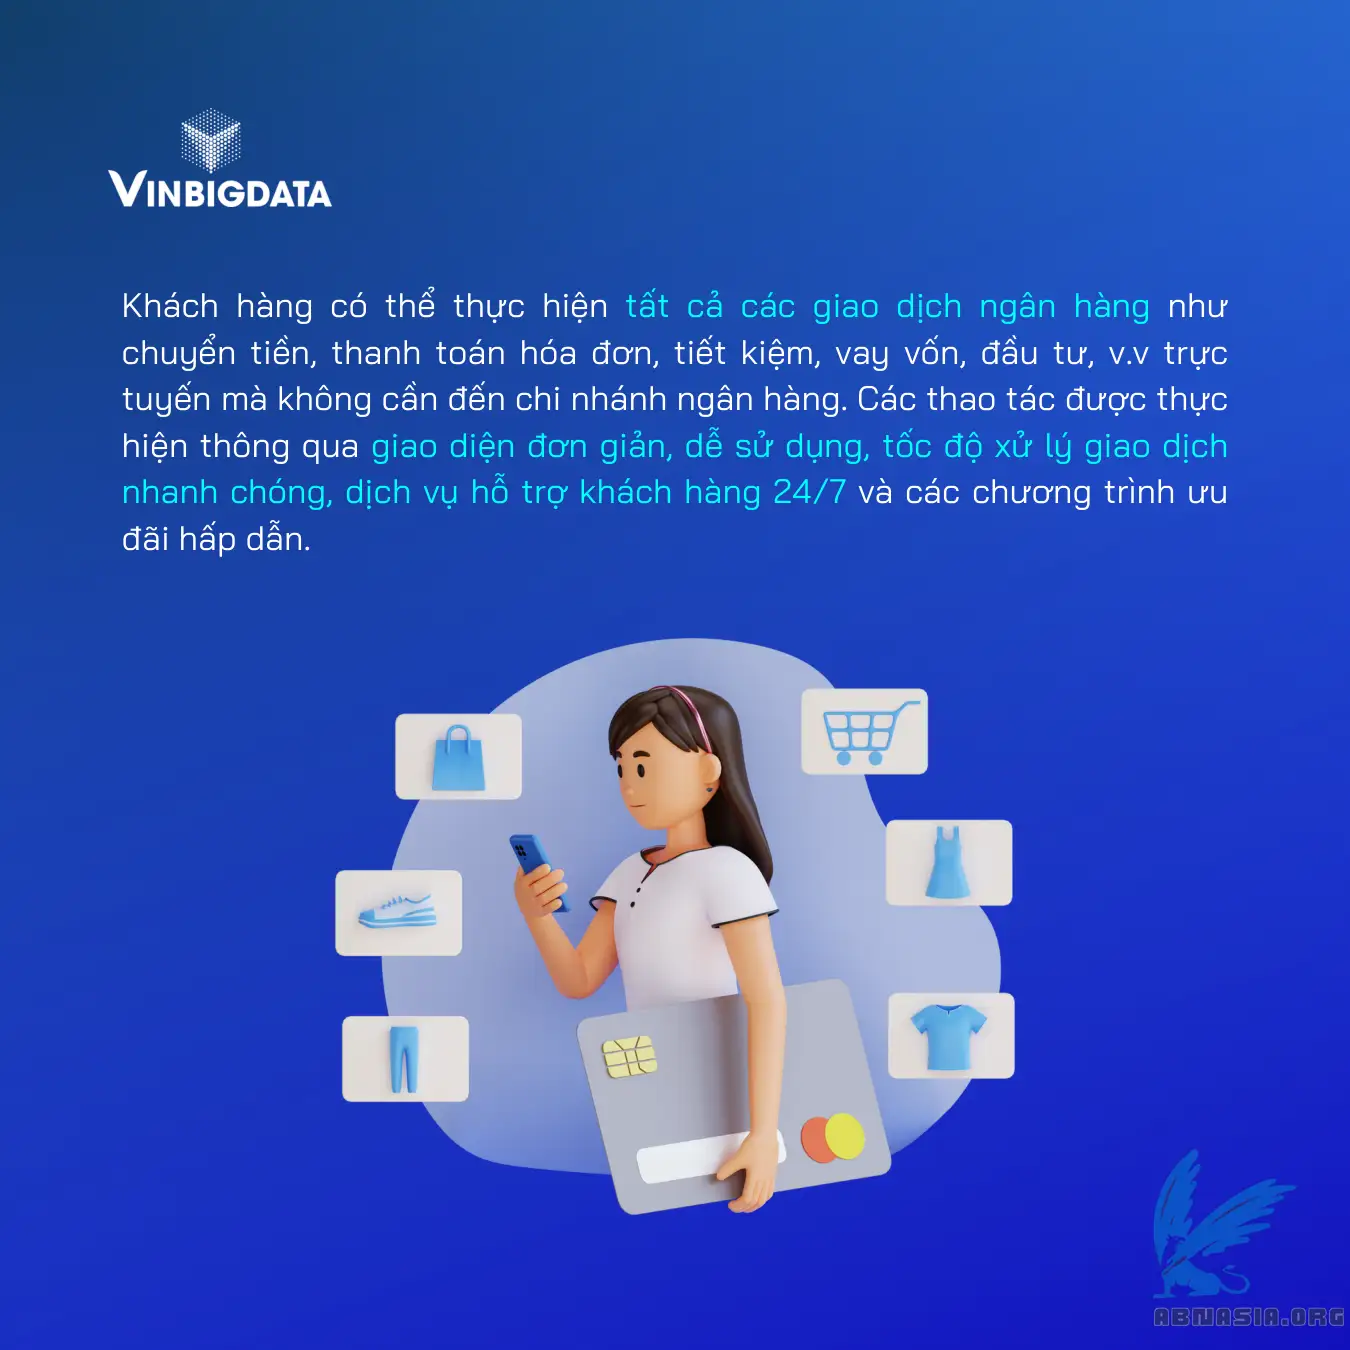 VINBIGDATA
Khách hàng có thể thực hiện tất cả các giao dịch ngân hàng như
chuyển tiền, thanh toán hóa đơn, tiết kiệm, vay vốn, đầu tư, v.v trực
tuyến mà không cần đến chi nhánh ngân hàng. Các thao tác được thực
hiện thông qua giao diện đơn giản, dễ sử dụng, tốc độ xử lý giao dịch
nhanh chóng, dịch vụ hỗ trợ khách hàng 24/7 và các chương trình ưu
đãi hấp dẫn.
ABNASIA.ORG